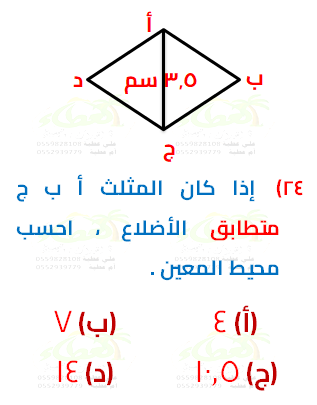 أ
د ٣,٥ سم ب
ج
٢٤) إذا كان المثلث أ ب ج
متطابق الأضلاع ، احسب
محيط المعين .
(أ) ٤ (ب) ٧
(ج) ١٠,٥ (د) ١٤